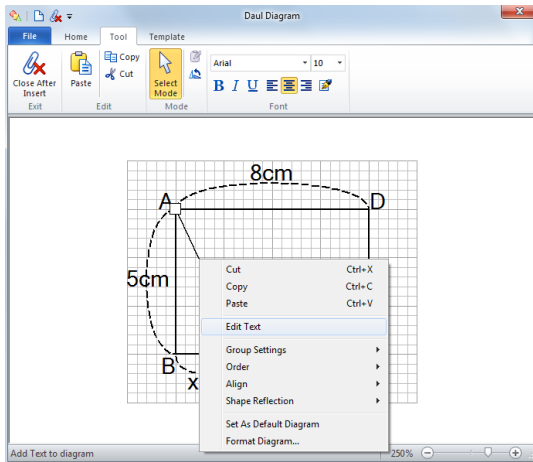 Daul Diagram
File Home Tool Template
Close After Insert
Paste
Copy
Cut
Select Mode
Arial 10
B I U
Exit Edit Mode Font
8cm
A D
5cm
B
x
Cut Ctrl+X
Copy Ctrl+C
Paste Ctrl+V
Edit Text
Group Settings
Order
Align
Shape Reflection
Set As Default Diagram
Format Diagram...
Add Text to diagram 250%